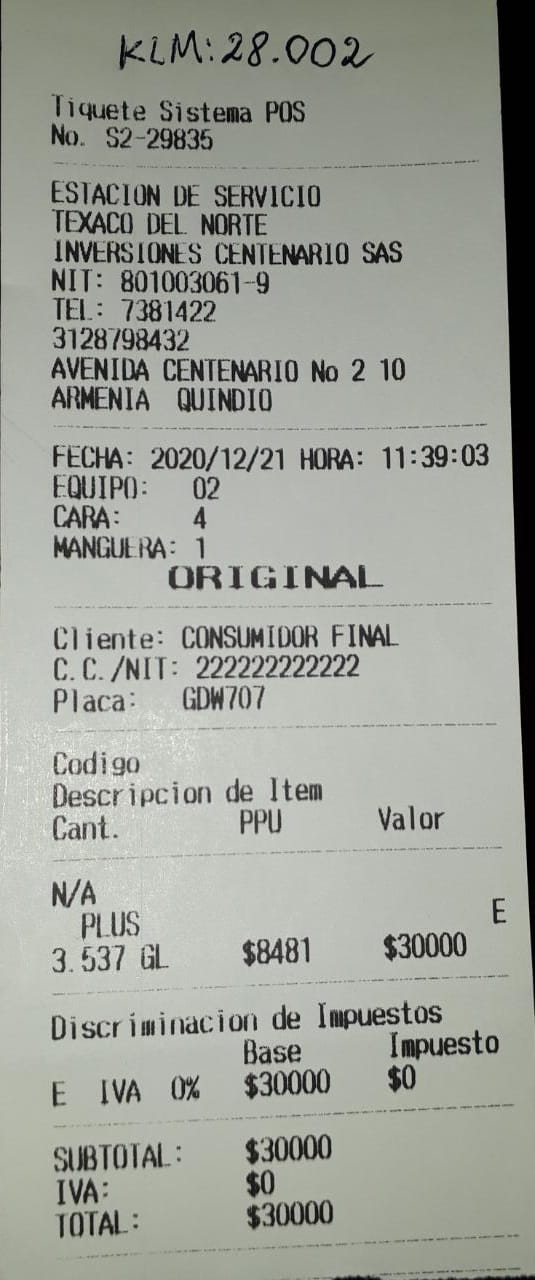 KLM: 28.002
Tiquete Sistema POS
No. S2-29835
ESTACION DE SERVICIO
TEXACO DEL NORTE
INVERSIONES CENTENARIO SAS
NIT: 801003061-9
TEL: 7381422
3128798432
AVENIDA CENTENARIO No 2 10
ARMENIA QUINDIO
FECHA: 2020/12/21 HORA: 11:39:03
EQUIPO: 02
CARA: 4
MANGUERA: 1
ORIGINAL
Cliente: CONSUMIDOR FINAL
C.C./NIT: 222222222222
Placa: GDW707
Codigo
Descripcion de Item
Cant. PPU Valor
N/A
PLUS E
3.537 GL $8481 $30000
Discriminacion de Impuestos
Base Impuesto
E IVA 0% $30000 $0
SUBTOTAL: $30000
IVA: $0
TOTAL: $30000